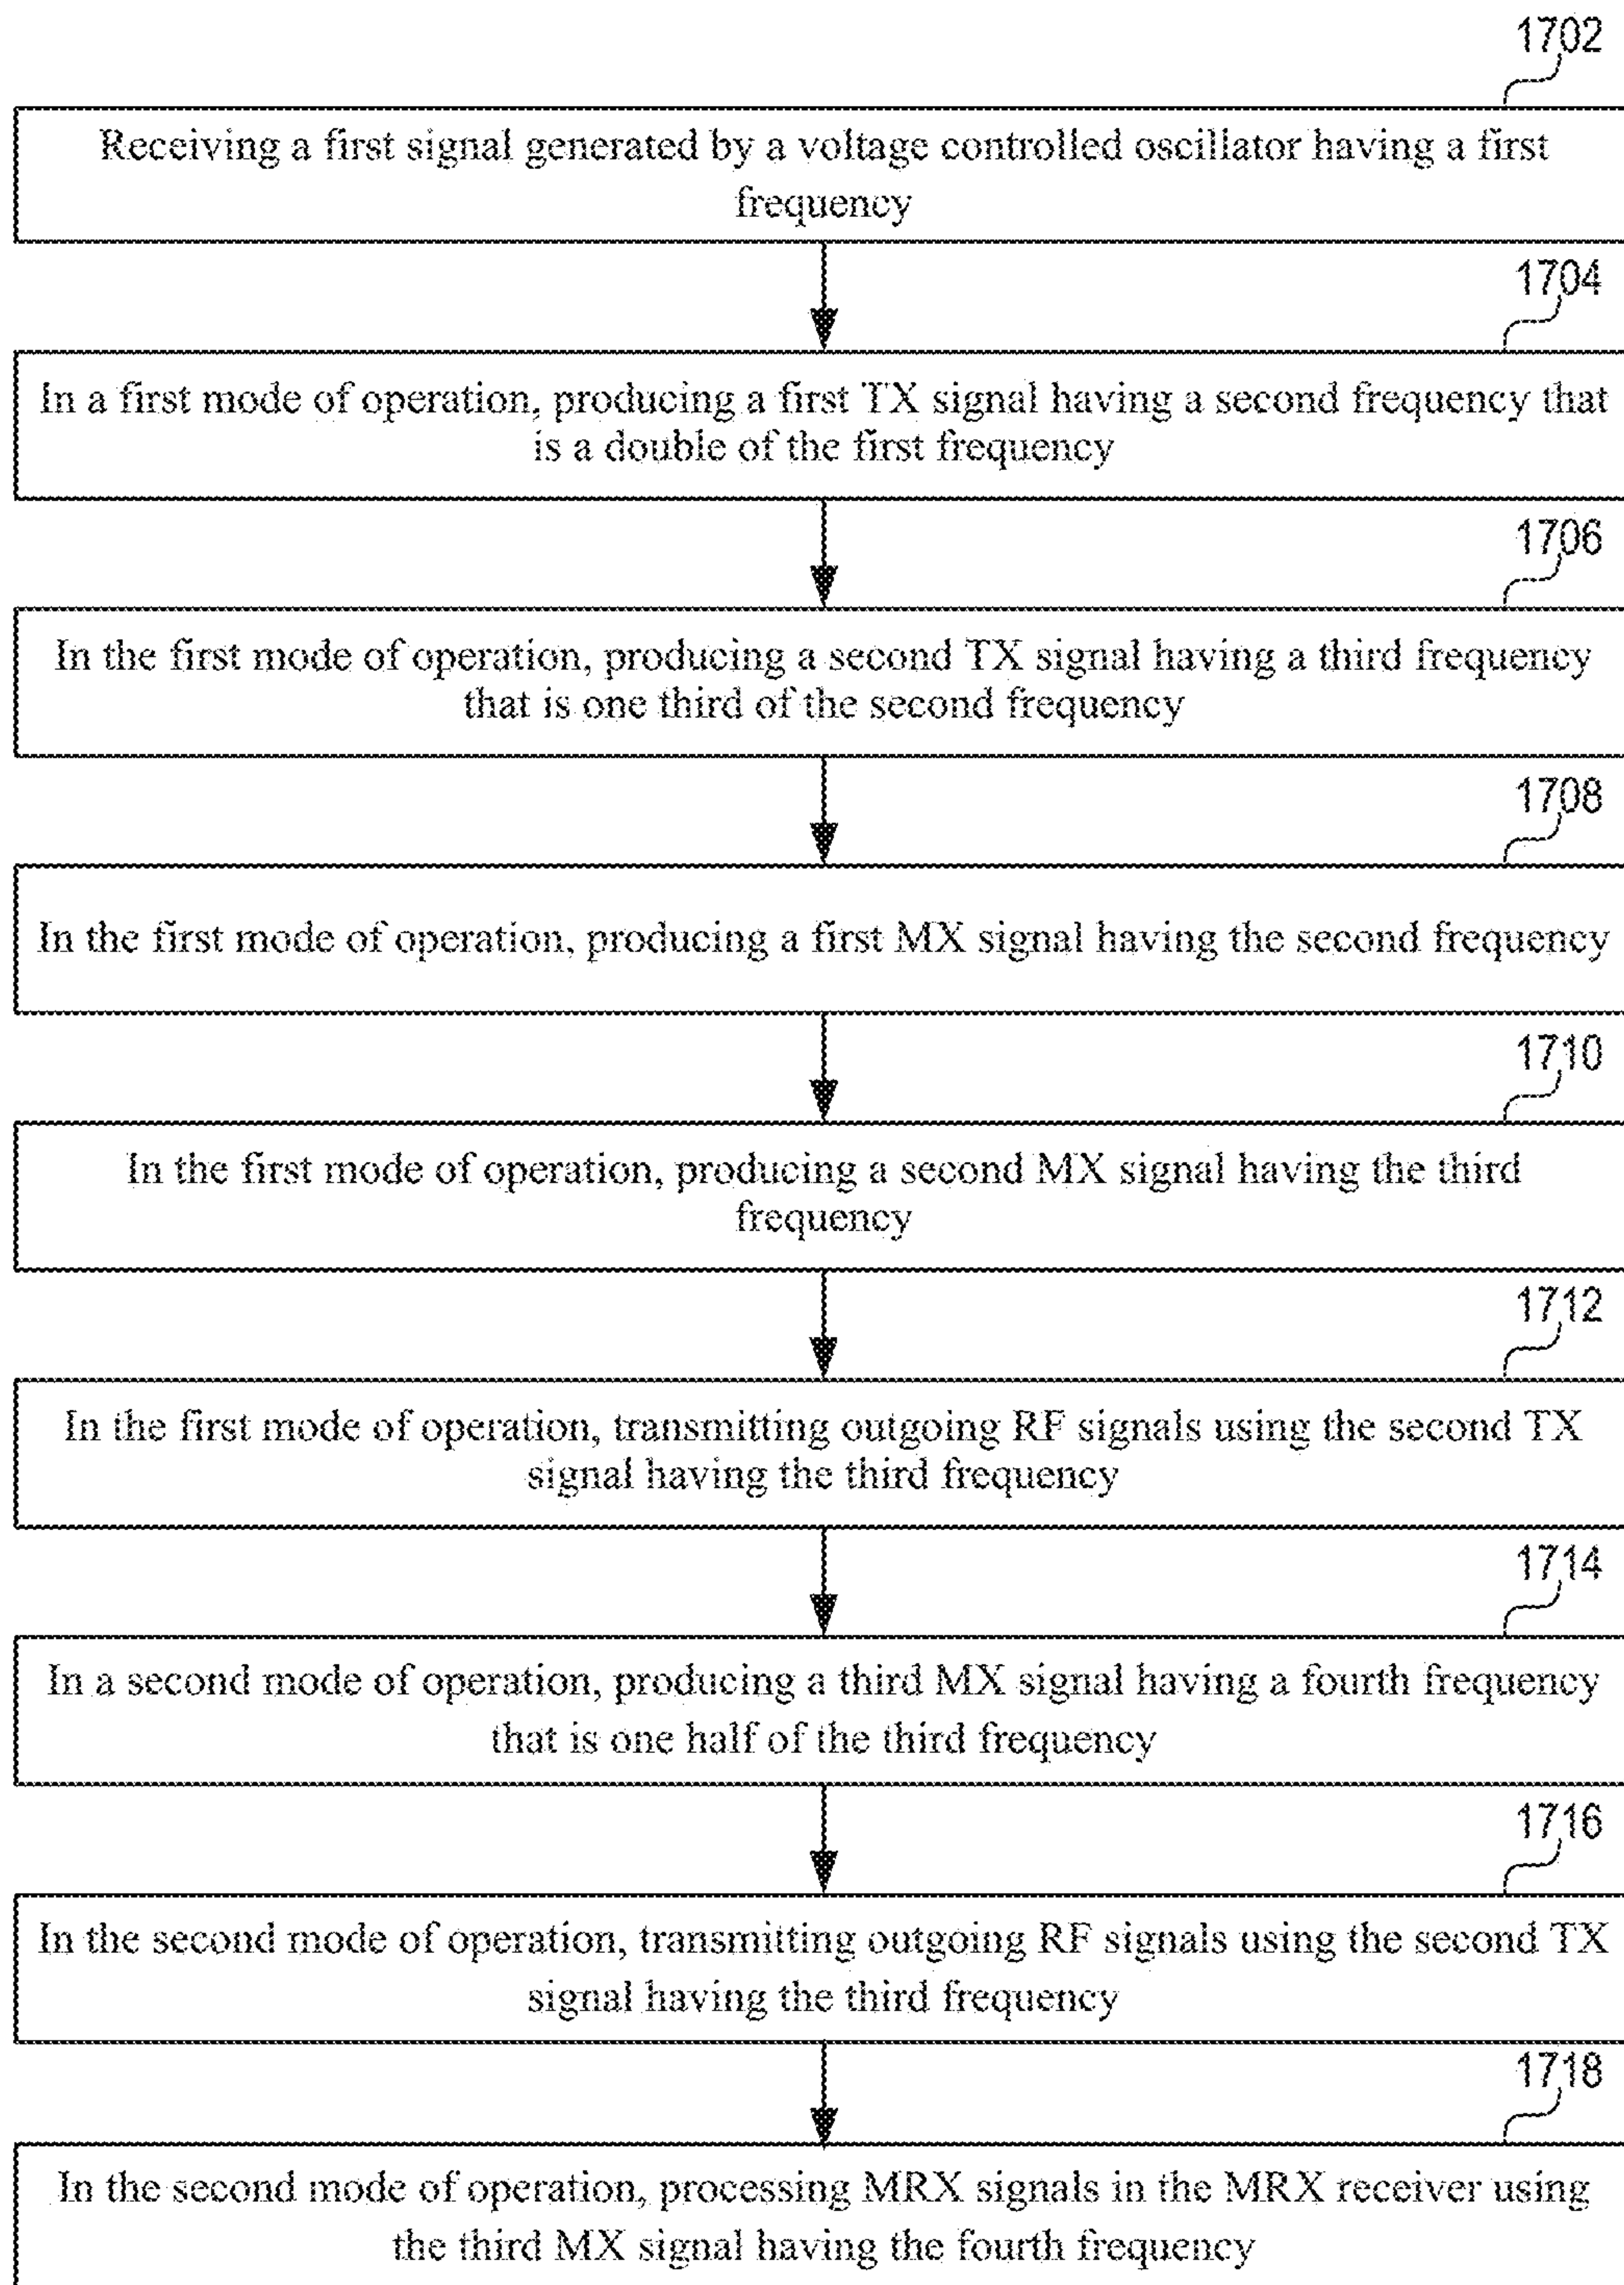 1702
Receiving a first signal generated by a voltage controlled oscillator having a first
frequency
1704
In a first mode of operation, producing a first TX signal having a second frequency that
is a double of the first frequency
1706
In the first mode of operation, producing a second TX signal having a third frequency
that is one third of the second frequency
1708
In the first mode of operation, producing a first MX signal having the second frequency
1710
In the first mode of operation, producing a second MX signal having the third
frequency
1712
In the first mode of operation, transmitting outgoing RF signals using the second TX
signal having the third frequency
1714
In a second mode of operation, producing a third MX signal having a fourth frequency
that is one half of the third frequency
1716
In the second mode of operation, transmitting outgoing RF signals using the second TX
signal having the third frequency
1718
In the second mode of operation, processing MRX signals in the MRX receiver using
the third MX signal having the fourth frequency